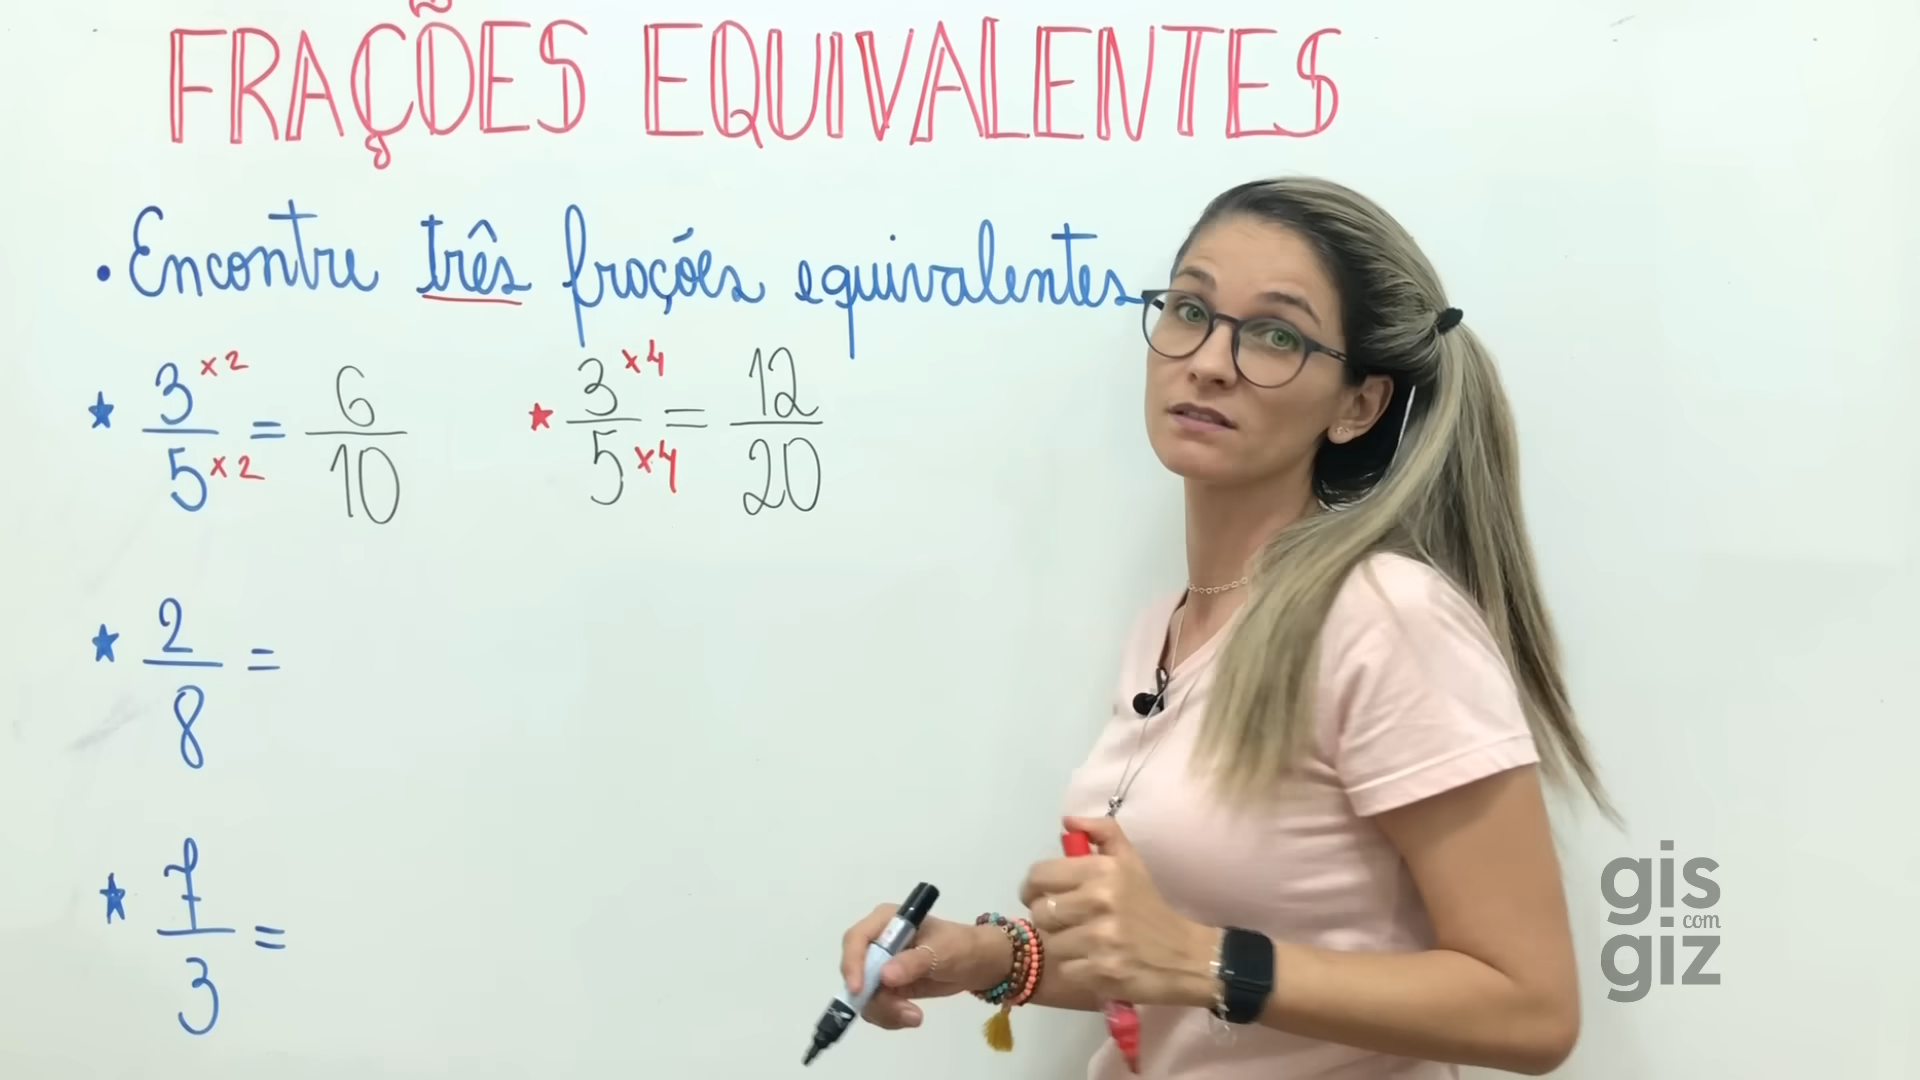 FRAÇÕES EQUIVALENTES
• Encontre três frações equivalentes
★ 3 ×2 / 5 ×2 = 6 / 10 ★ 3 ×4 / 5 ×4 = 12 / 20
★ 2 / 8 =
★ 7 / 3 =
gis
com
giz